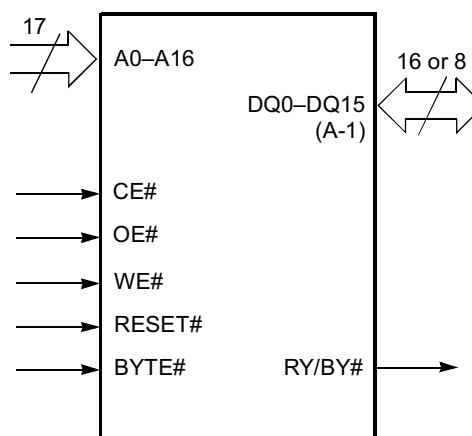 17
A0–A16
16 or 8
DQ0–DQ15
(A-1)
CE#
OE#
WE#
RESET#
BYTE#
RY/BY#